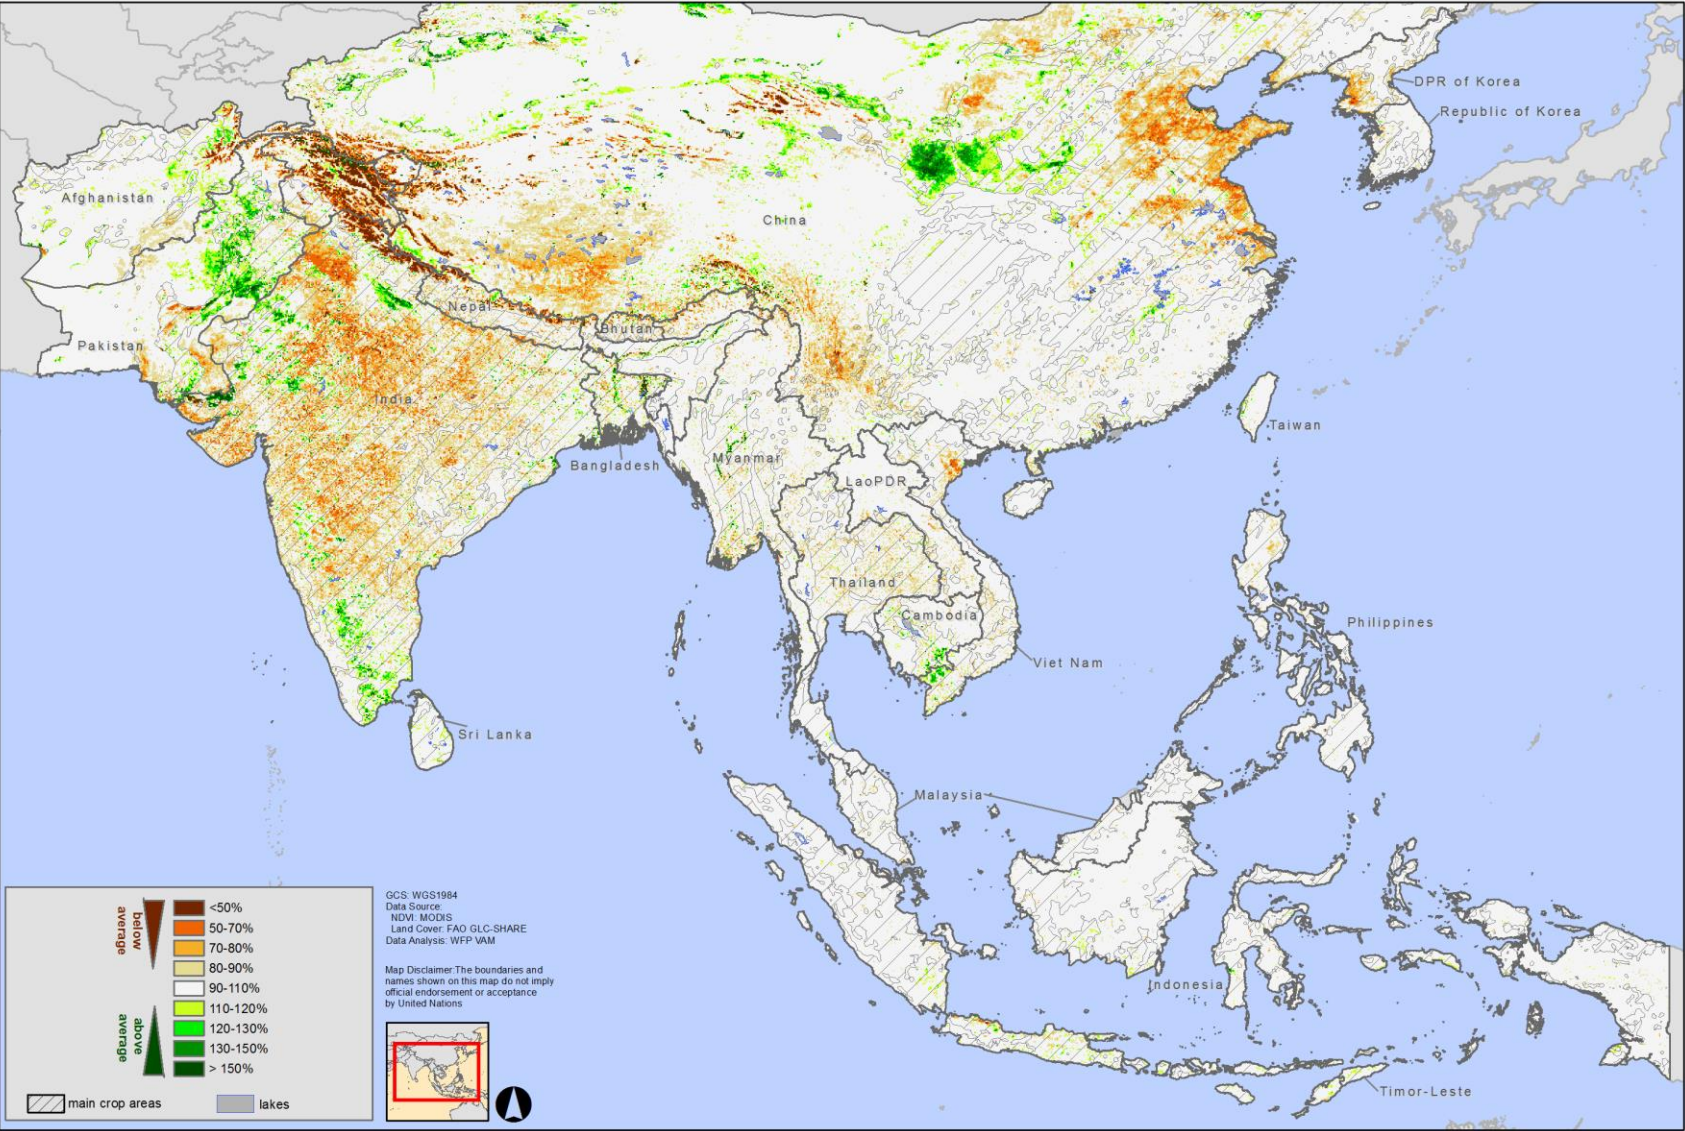 DPR of Korea
Republic of Korea
Afghanistan
China
Nepal
Bhutan
Pakistan
India
Taiwan
Bangladesh
Myanmar
LaoPDR
Thailand
Cambodia
Philippines
Viet Nam
Sri Lanka
Malaysia
Indonesia
Timor-Leste
below
average
above
average
<50%
50-70%
70-80%
80-90%
90-110%
110-120%
120-130%
130-150%
> 150%
main crop areas
lakes
GCS: WGS1984
Data Source:
NDVI: MODIS
Land Cover: FAO GLC-SHARE
Data Analysis: WFP VAM
Map Disclaimer:The boundaries and
names shown on this map do not imply
official endorsement or acceptance
by United Nations